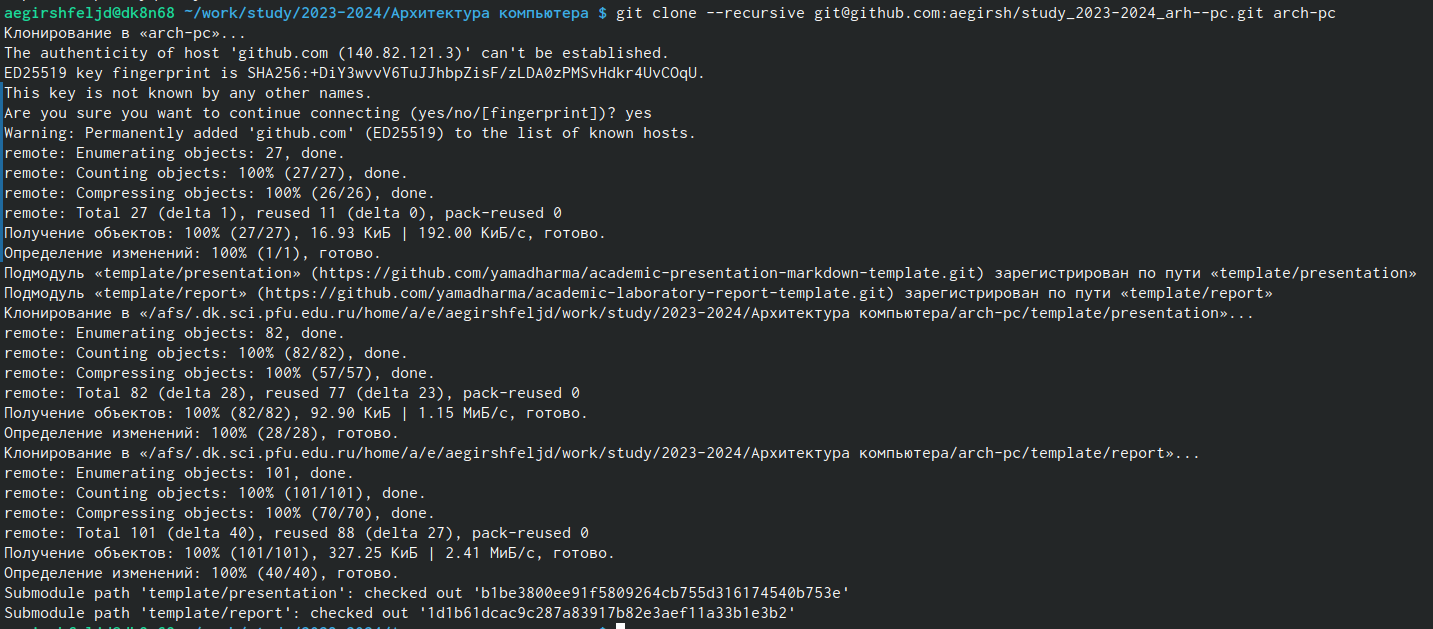 aegirshfeljd@dk8n68 ~/work/study/2023-2024/Архитектура компьютера $ git clone --recursive git@github.com:aegirsh/study_2023-2024_arh--pc.git arch-pc
Клонирование в «arch-pc»...
The authenticity of host 'github.com (140.82.121.3)' can't be established.
ED25519 key fingerprint is SHA256:+DiY3wvvV6TuJJhbpZisF/zLDA0zPMSvHdkr4UvCOqU.
This key is not known by any other names.
Are you sure you want to continue connecting (yes/no/[fingerprint])? yes
Warning: Permanently added 'github.com' (ED25519) to the list of known hosts.
remote: Enumerating objects: 27, done.
remote: Counting objects: 100% (27/27), done.
remote: Compressing objects: 100% (26/26), done.
remote: Total 27 (delta 1), reused 11 (delta 0), pack-reused 0
Получение объектов: 100% (27/27), 16.93 КиБ | 192.00 КиБ/с, готово.
Определение изменений: 100% (1/1), готово.
Подмодуль «template/presentation» (https://github.com/yamadharma/academic-presentation-markdown-template.git) зарегистрирован по пути «template/presentation»
Подмодуль «template/report» (https://github.com/yamadharma/academic-laboratory-report-template.git) зарегистрирован по пути «template/report»
Клонирование в «/afs/.dk.sci.pfu.edu.ru/home/a/e/aegirshfeljd/work/study/2023-2024/Архитектура компьютера/arch-pc/template/presentation»...
remote: Enumerating objects: 82, done.
remote: Counting objects: 100% (82/82), done.
remote: Compressing objects: 100% (57/57), done.
remote: Total 82 (delta 28), reused 77 (delta 23), pack-reused 0
Получение объектов: 100% (82/82), 92.90 КиБ | 1.15 МиБ/с, готово.
Определение изменений: 100% (28/28), готово.
Клонирование в «/afs/.dk.sci.pfu.edu.ru/home/a/e/aegirshfeljd/work/study/2023-2024/Архитектура компьютера/arch-pc/template/report»...
remote: Enumerating objects: 101, done.
remote: Counting objects: 100% (101/101), done.
remote: Compressing objects: 100% (70/70), done.
remote: Total 101 (delta 40), reused 88 (delta 27), pack-reused 0
Получение объектов: 100% (101/101), 327.25 КиБ | 2.41 МиБ/с, готово.
Определение изменений: 100% (40/40), готово.
Submodule path 'template/presentation': checked out 'b1be3800ee91f5809264cb755d316174540b753e'
Submodule path 'template/report': checked out '1d1b61dcac9c287a83917b82e3aef11a33b1e3b2'